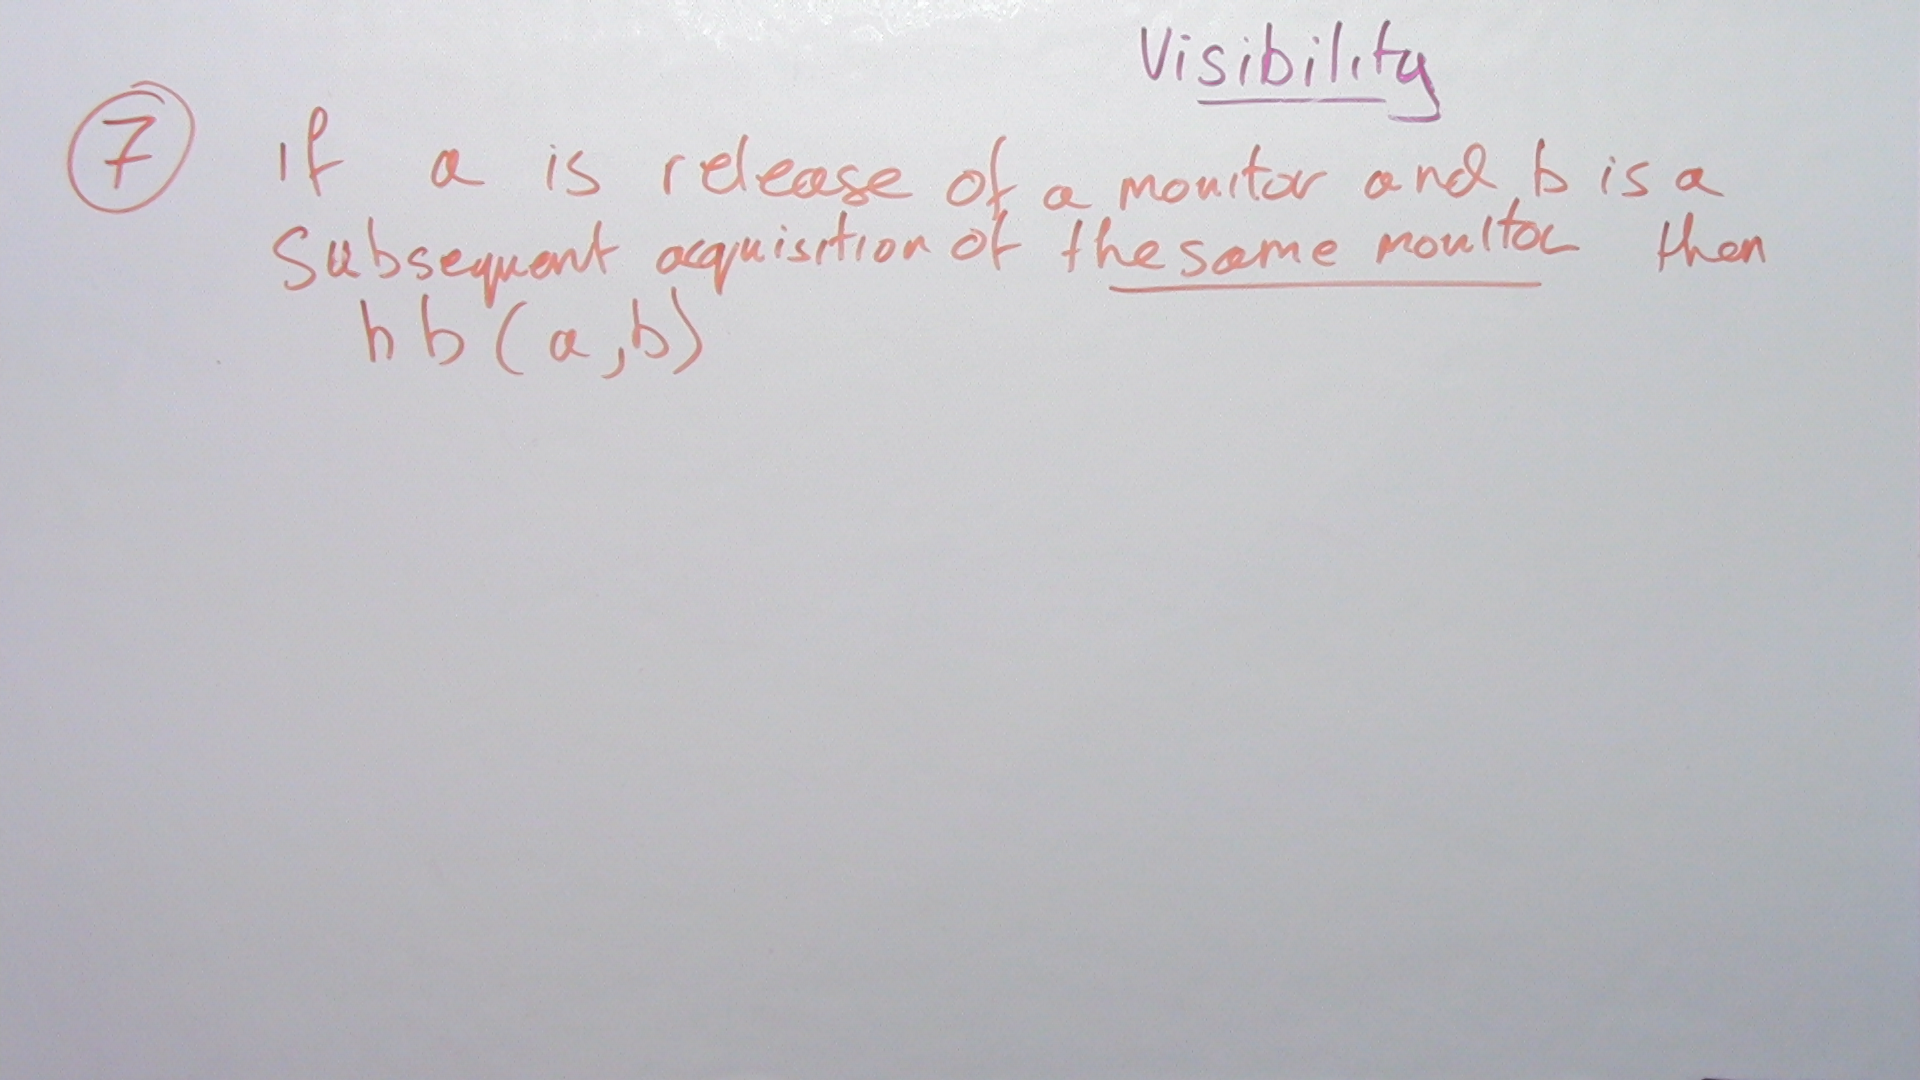 Visibility
7 if a is release of a monitor and b is a
Subsequent acquisition of the same monitor then
hb(a,b)